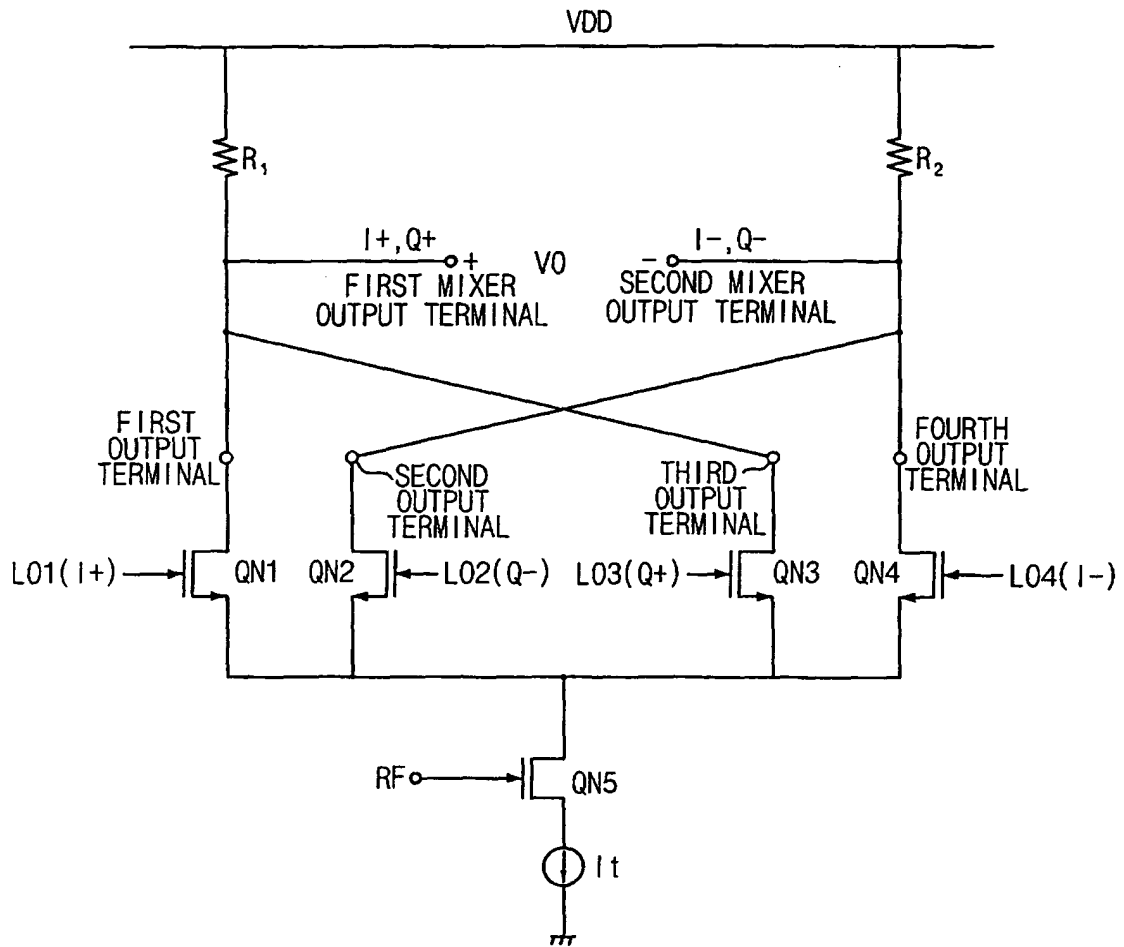 VDD
R1
R2
I+,Q+
+
VO
-
I-,Q-
FIRST MIXER
OUTPUT TERMINAL
SECOND MIXER
OUTPUT TERMINAL
FIRST
OUTPUT
TERMINAL
SECOND
OUTPUT
TERMINAL
THIRD
OUTPUT
TERMINAL
FOURTH
OUTPUT
TERMINAL
LO1(I+)
QN1
QN2
LO2(Q-)
LO3(Q+)
QN3
QN4
LO4(I-)
RF
QN5
It